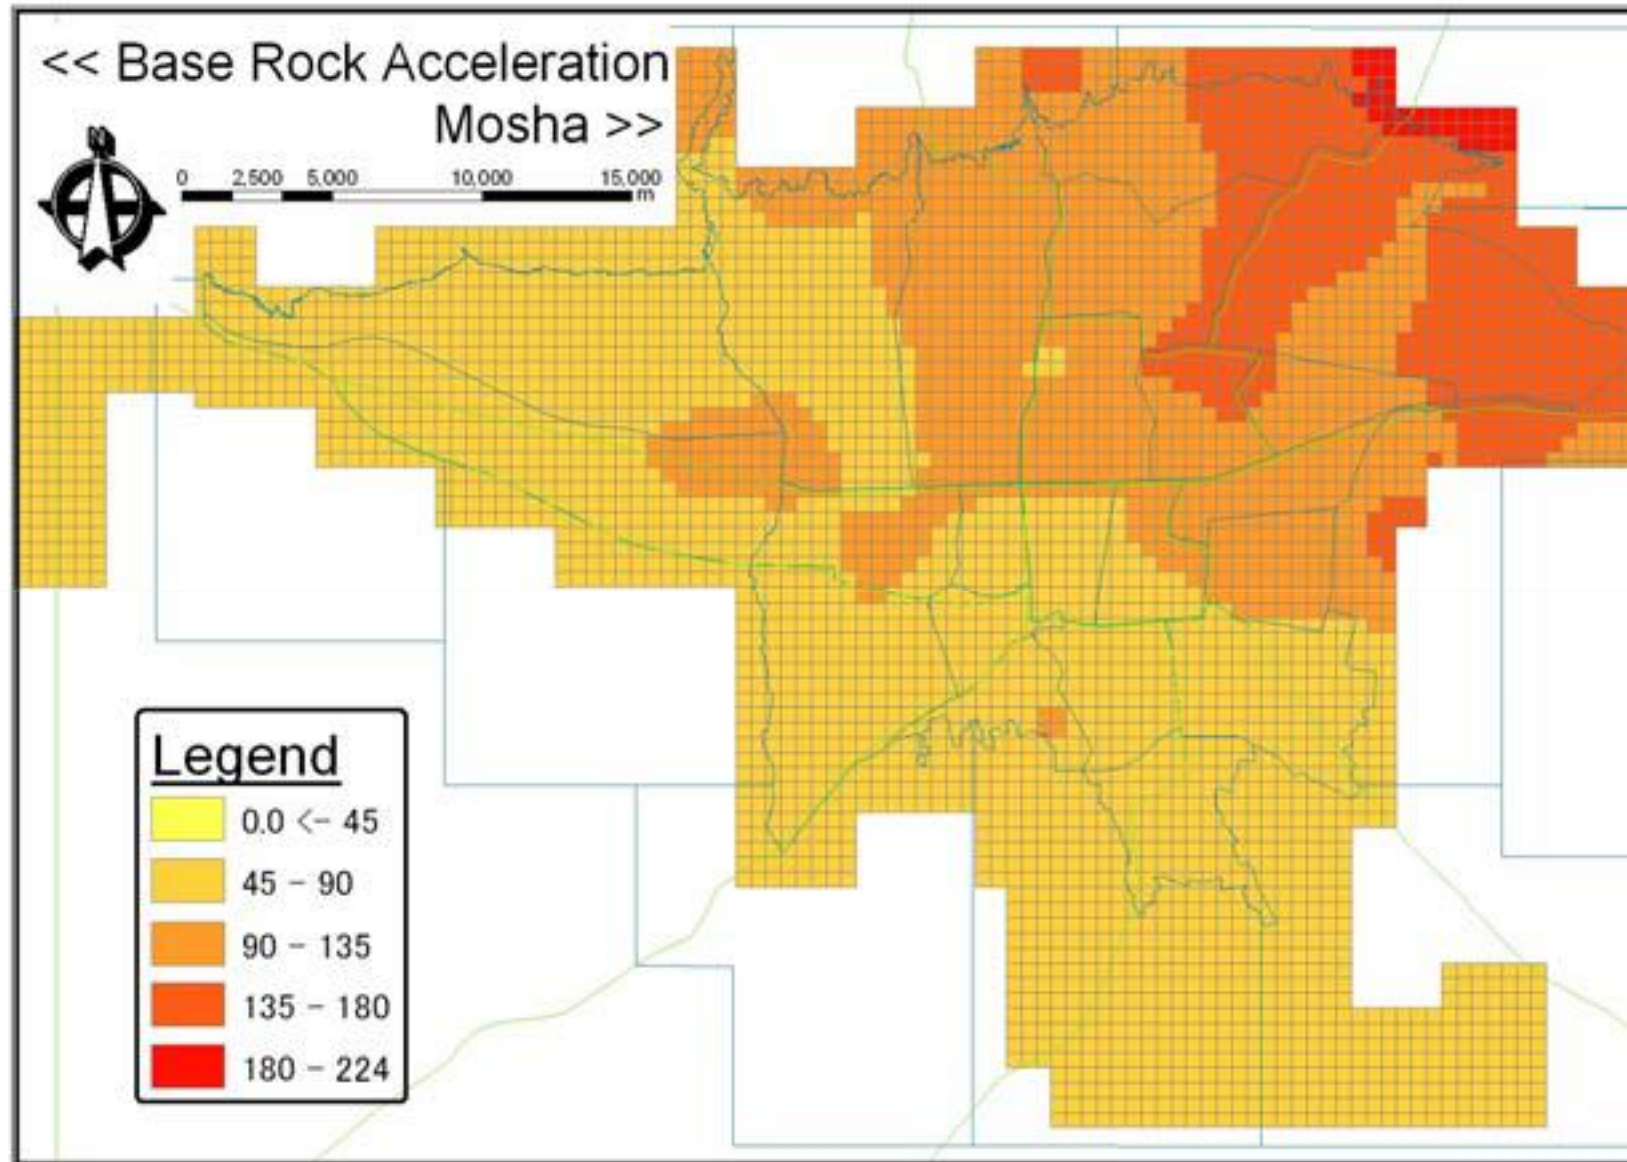 << Base Rock Acceleration
Mosha >>
N
0 2,500 5,000 10,000 15,000
m
Legend
0.0 <- 45
45 - 90
90 - 135
135 - 180
180 - 224